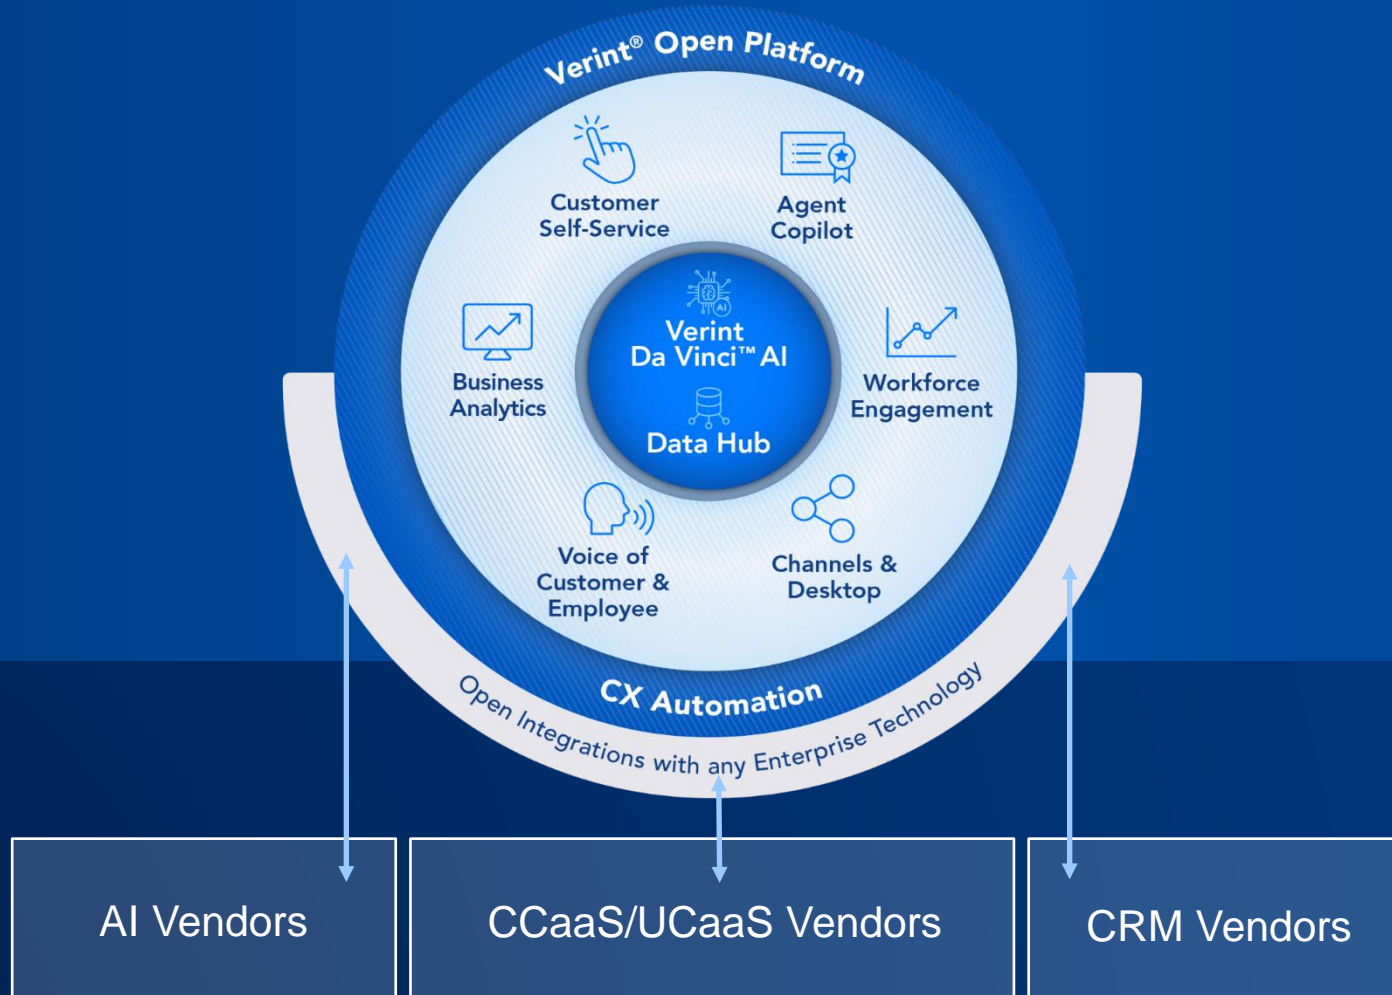 Verint® Open Platform
Customer
Self-Service
Agent
Copilot
AI
Verint
Da Vinci™ AI
Data Hub
Business
Analytics
Workforce
Engagement
Voice of
Customer &
Employee
Channels &
Desktop
CX Automation
Open Integrations with any Enterprise Technology
AI Vendors
CCaaS/UCaaS Vendors
CRM Vendors